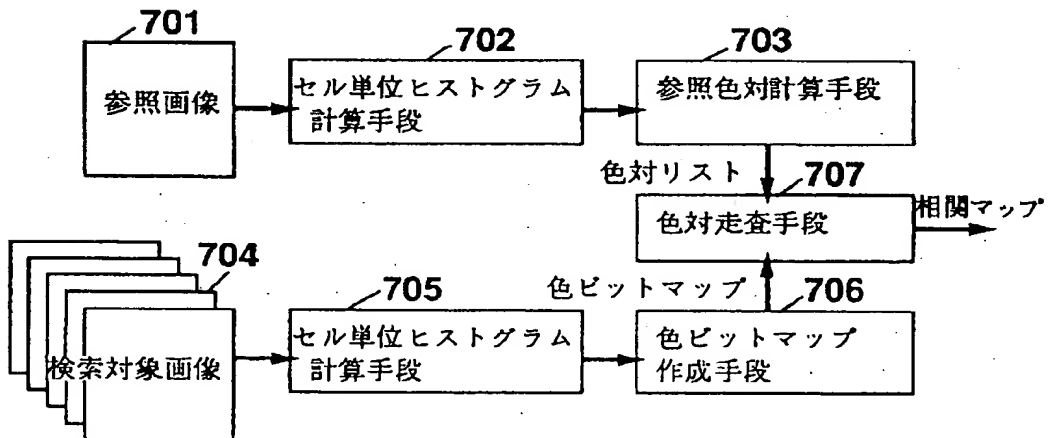 701
参照画像
702
セル単位ヒストグラム
計算手段
703
参照色対計算手段
色対リスト
707
色対走査手段
相関マップ
704
検索対象画像
705
セル単位ヒストグラム
計算手段
色ビットマップ
706
色ビットマップ
作成手段